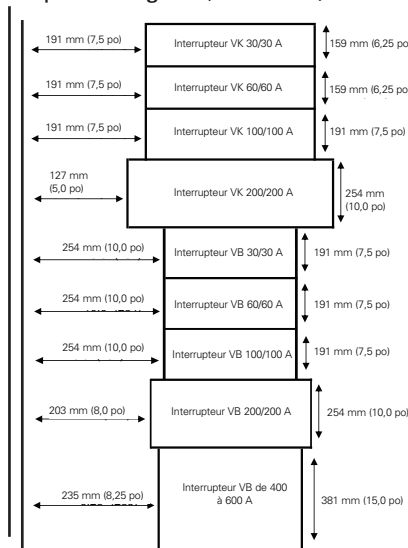 191 mm (7,5 po)
Interrupteur VK 30/30 A
159 mm (6,25 po
191 mm (7,5 po)
Interrupteur VK 60/60 A
159 mm (6,25 po
191 mm (7,5 po)
Interrupteur VK 100/100 A
191 mm (7,5 po)
127 mm
(5,0 po)
Interrupteur VK 200/200 A
254 mm
(10,0 po)
254 mm (10,0 po)
Interrupteur VB 30/30 A
191 mm (7,5 po)
254 mm (10,0 po)
Interrupteur VB 60/60 A
191 mm (7,5 po)
254 mm (10,0 po)
Interrupteur VB 100/100 A
191 mm (7,5 po)
203 mm (8,0 po)
Interrupteur VB 200/200 A
254 mm (10,0 po)
235 mm (8,25 po)
Interrupteur VB de 400
à 600 A
381 mm (15,0 po)